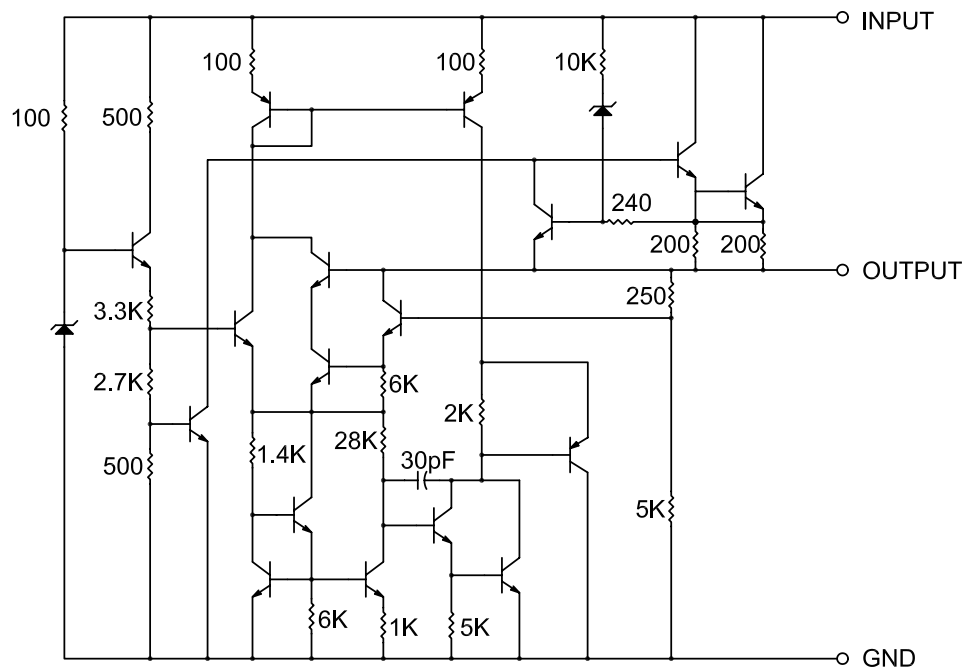 INPUT
100
100
10K
100
500
240
200
200
OUTPUT
250
3.3K
2.7K
6K
2K
28K
1.4K
30pF
500
5K
6K
1K
5K
GND